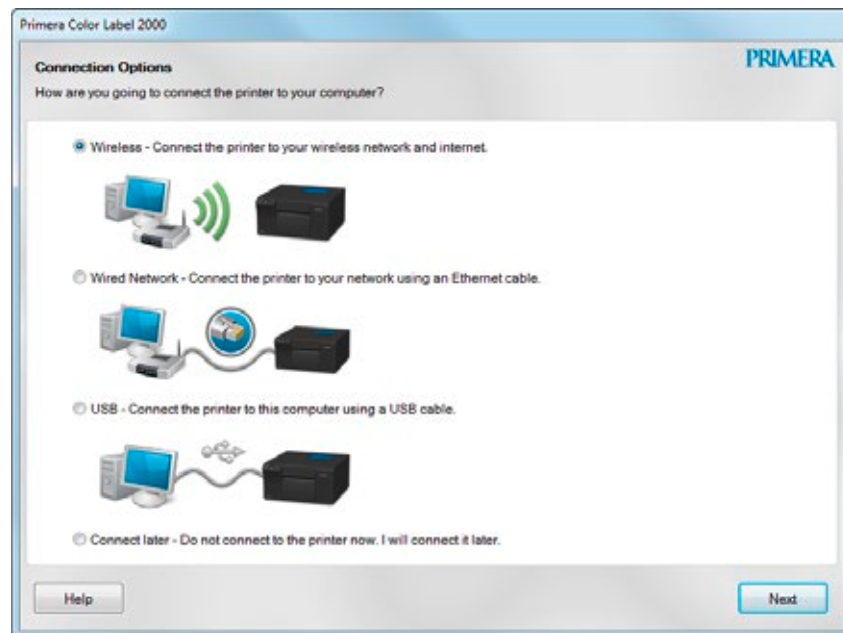 Primera Color Label 2000
PRIMERA
Connection Options
How are you going to connect the printer to your computer?
Wireless - Connect the printer to your wireless network and internet.
Wired Network - Connect the printer to your network using an Ethernet cable.
USB - Connect the printer to this computer using a USB cable.
Connect later - Do not connect to the printer now. I will connect it later.
Help
Next